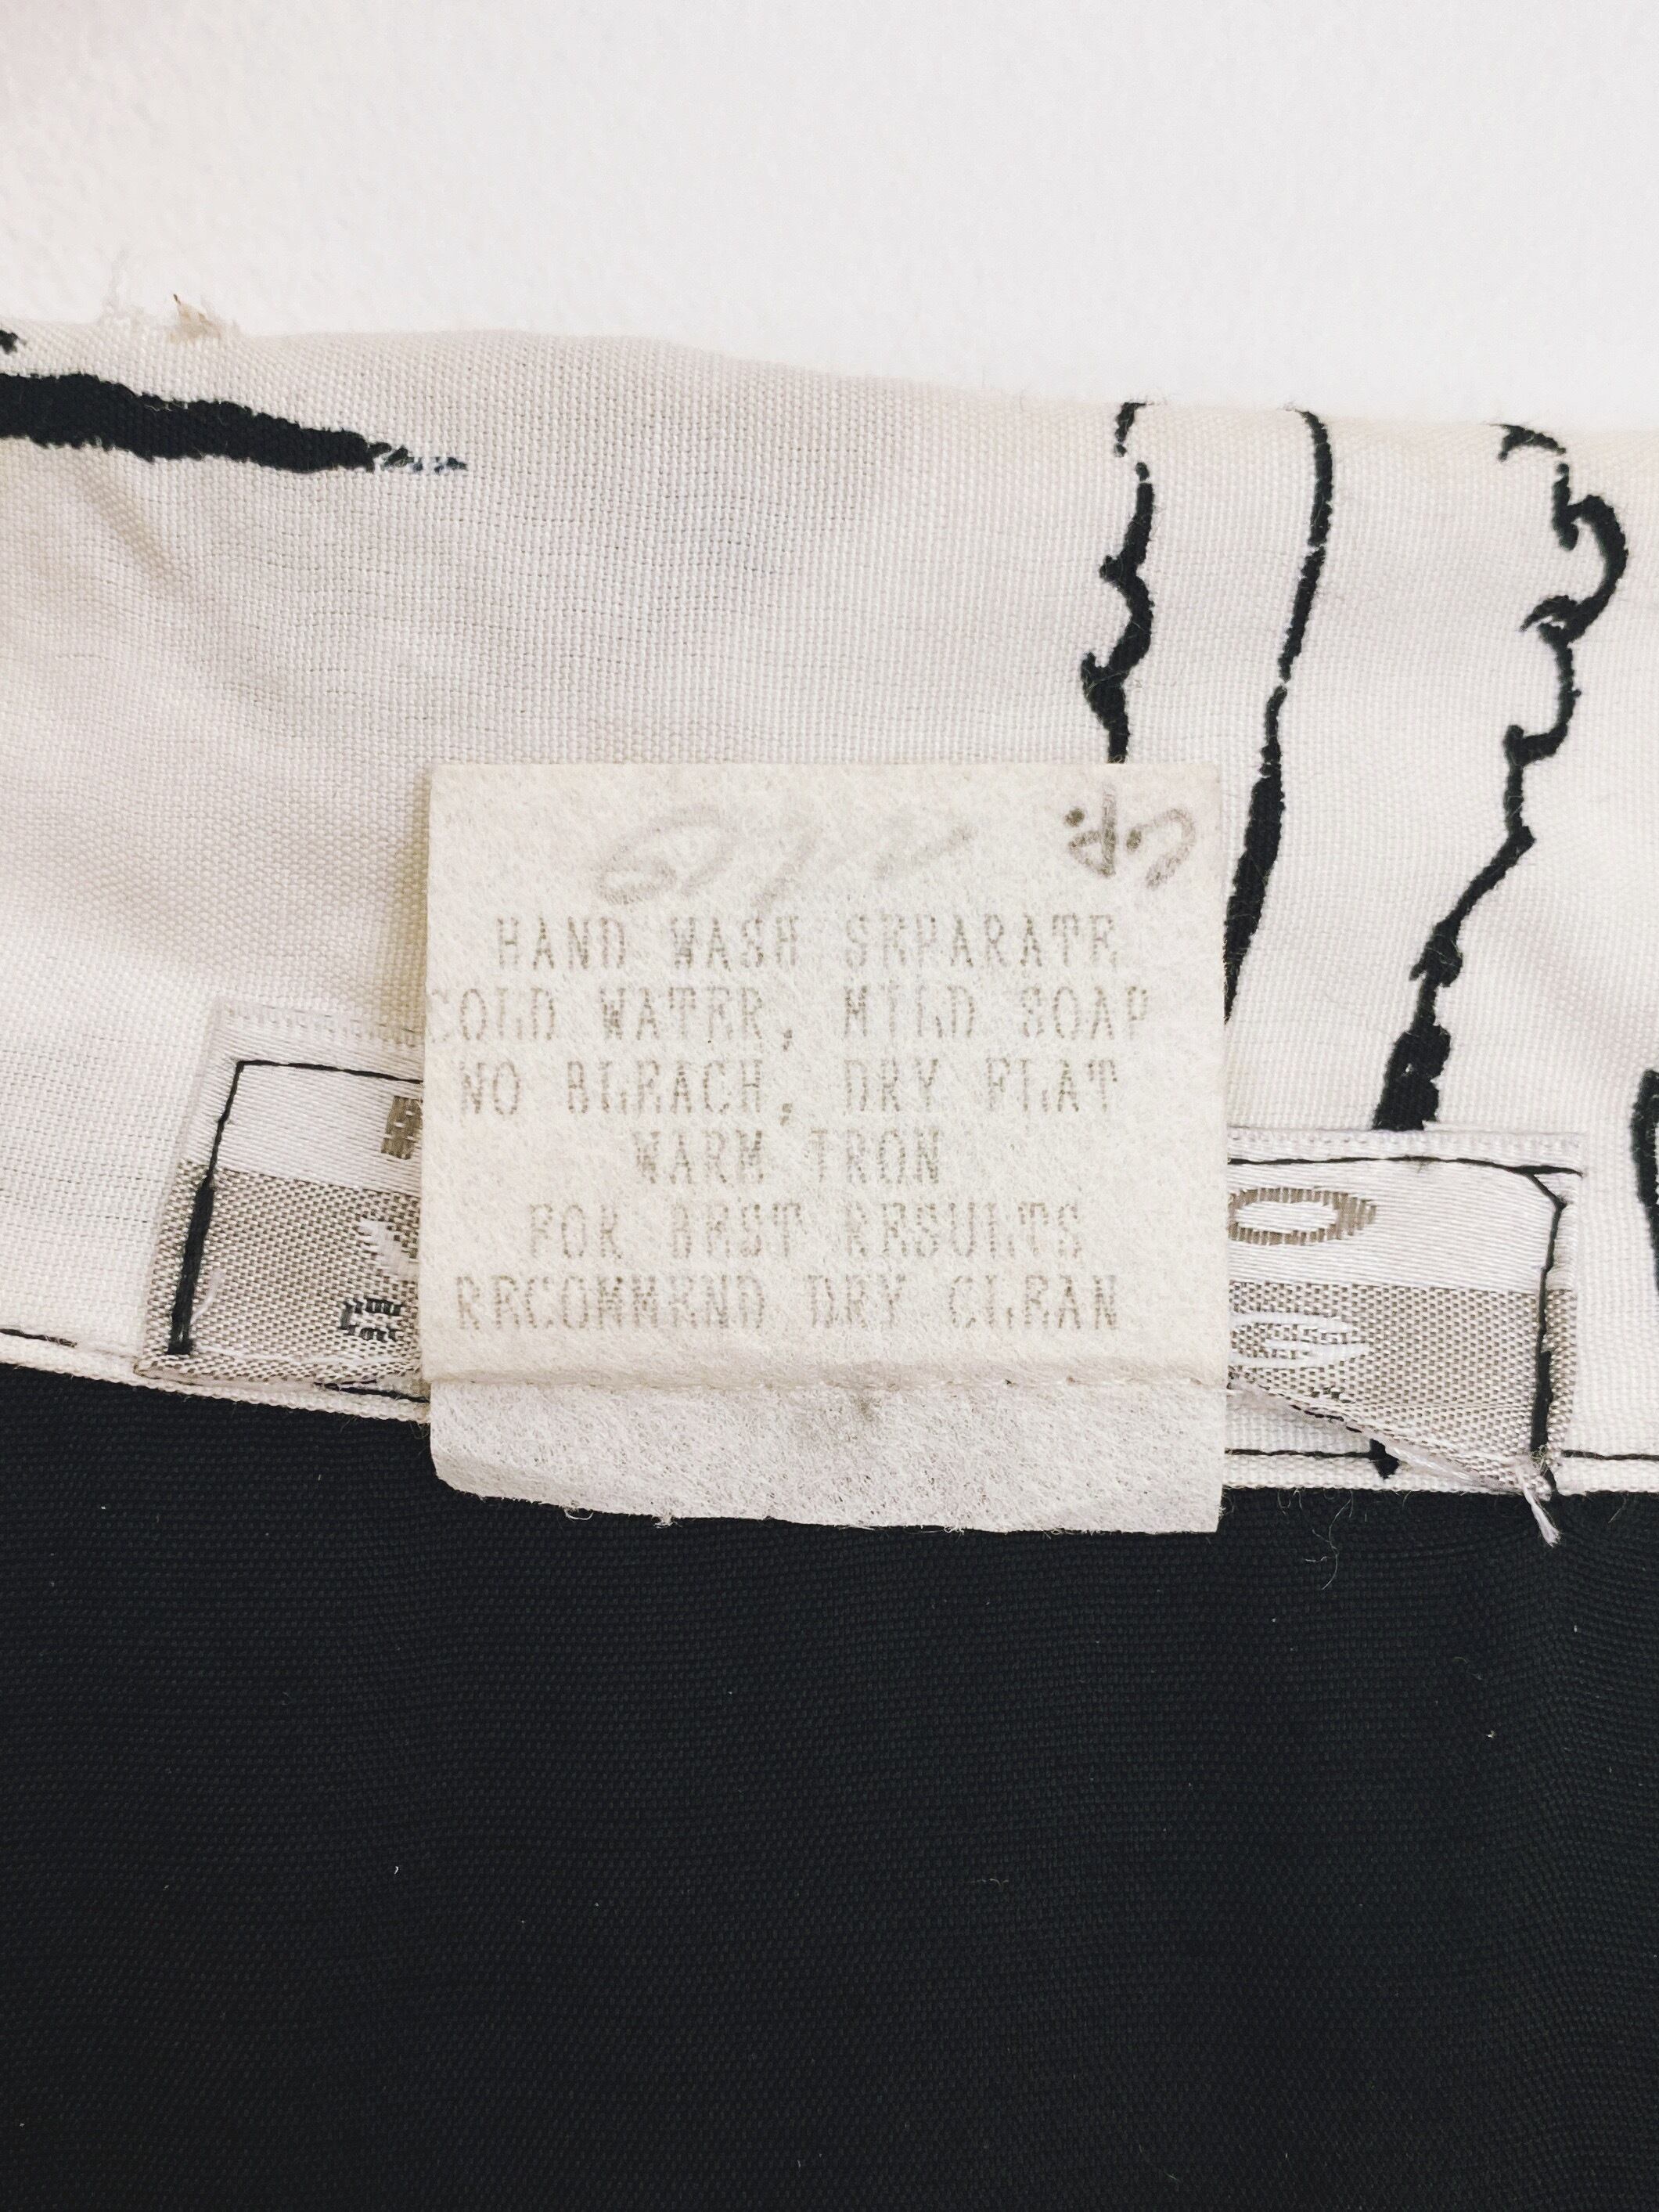 HAND WASH SEPARATE
COLD WATER, MILD SOAP
NO BLEACH, DRY FLAT
WARM IRON
FOR BEST RESULTS
RECOMMEND DRY CLEAN